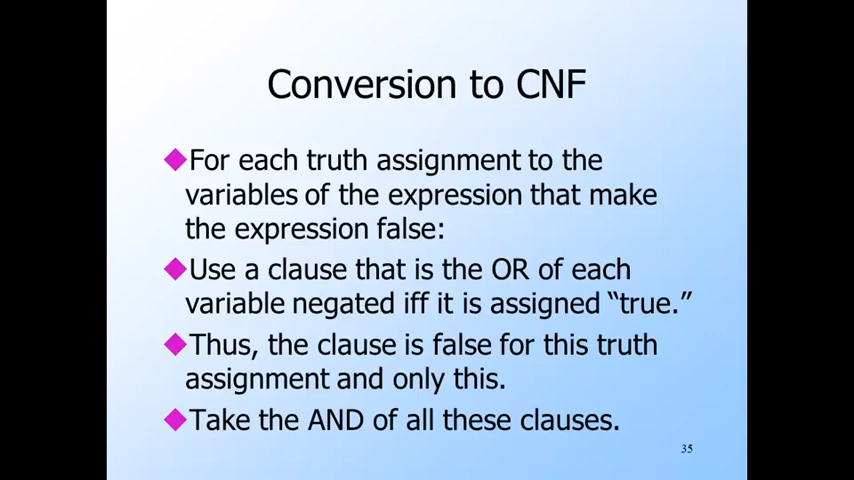 Conversion to CNF
For each truth assignment to the
variables of the expression that make
the expression false:
Use a clause that is the OR of each
variable negated iff it is assigned “true.”
Thus, the clause is false for this truth
assignment and only this.
Take the AND of all these clauses.
35